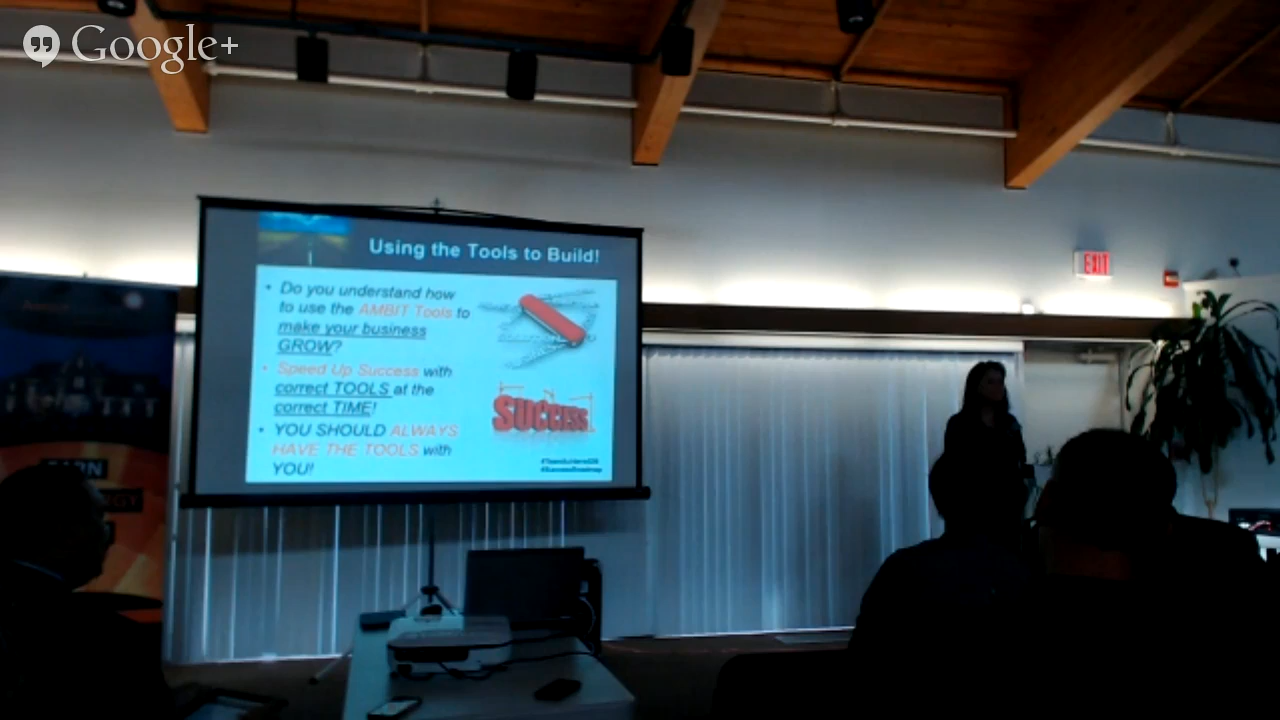 Google+
Using the Tools to Build!
• Do you understand how
to use the AMBIT Tools to
make your business
GROW?
• Speed Up Success with
correct TOOLS at the
correct TIME!
• YOU SHOULD ALWAYS
HAVE THE TOOLS with
YOU!
SUCCESS
EXIT
EARN